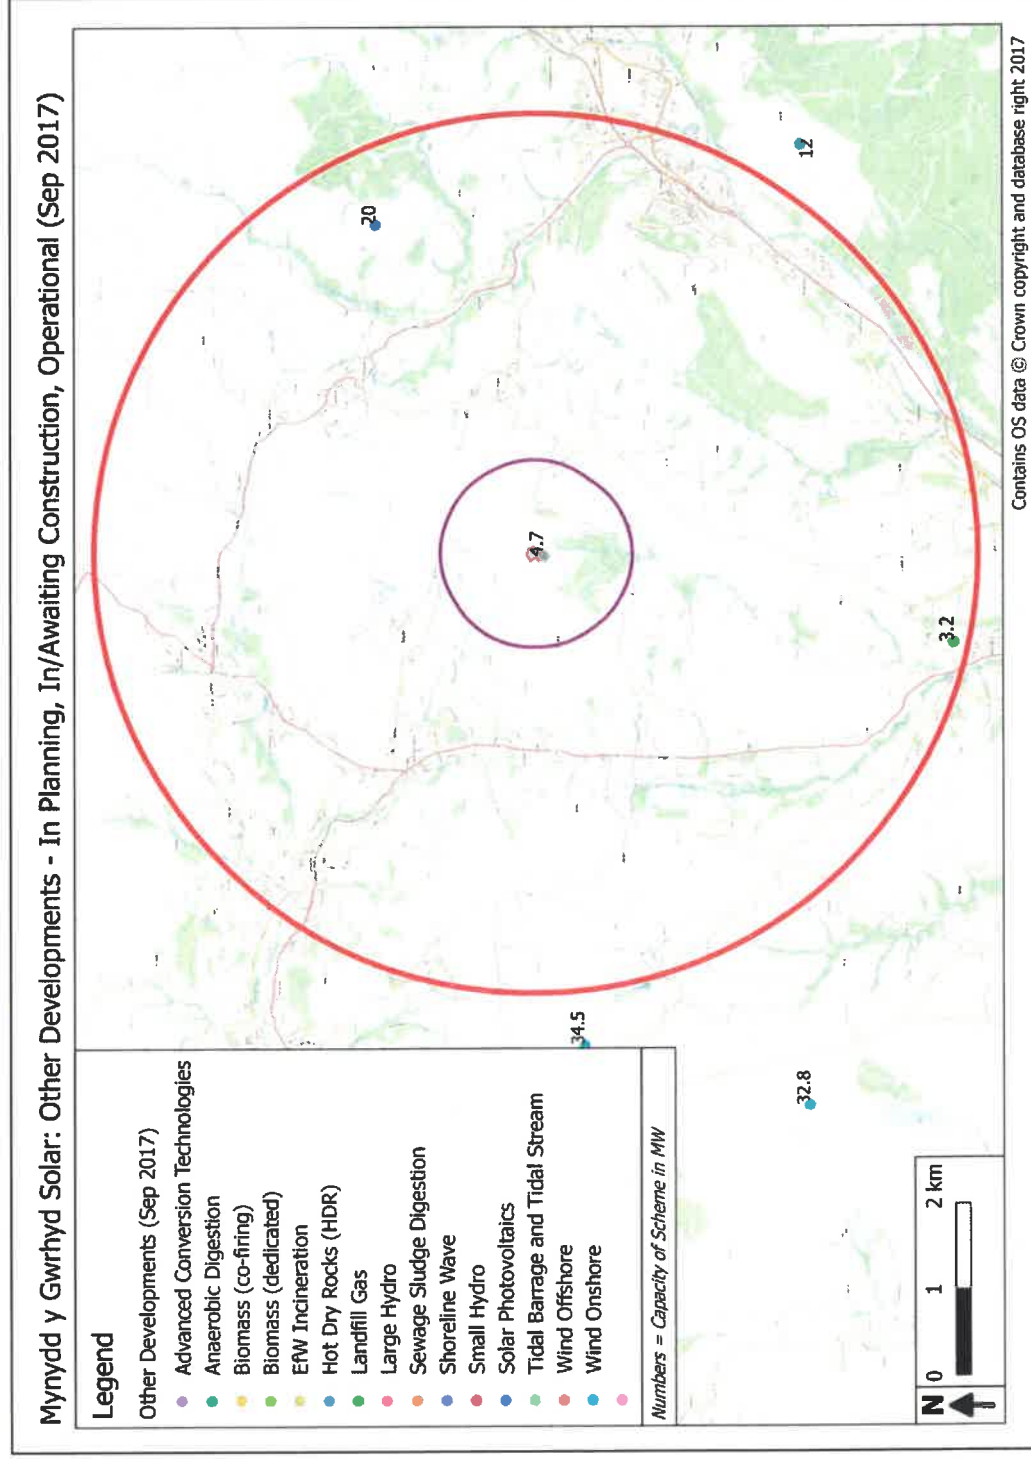 Mynydd y Gwrhyd Solar: Other Developments - In Planning, In/Awaiting Construction, Operational (Sep 2017)
Legend
Other Developments (Sep 2017)
Advanced Conversion Technologies
Anaerobic Digestion
Biomass (co-firing)
Biomass (dedicated)
EfW Incineration
Hot Dry Rocks (HDR)
Landfill Gas
Large Hydro
Sewage Sludge Digestion
Shoreline Wave
Small Hydro
Solar Photovoltaics
Tidal Barrage and Tidal Stream
Wind Offshore
Wind Onshore
Numbers = Capacity of Scheme in MW
N
0 1 2 km
34.5
32.8
4.7
20
12
3.2
Contains OS data © Crown copyright and database right 2017